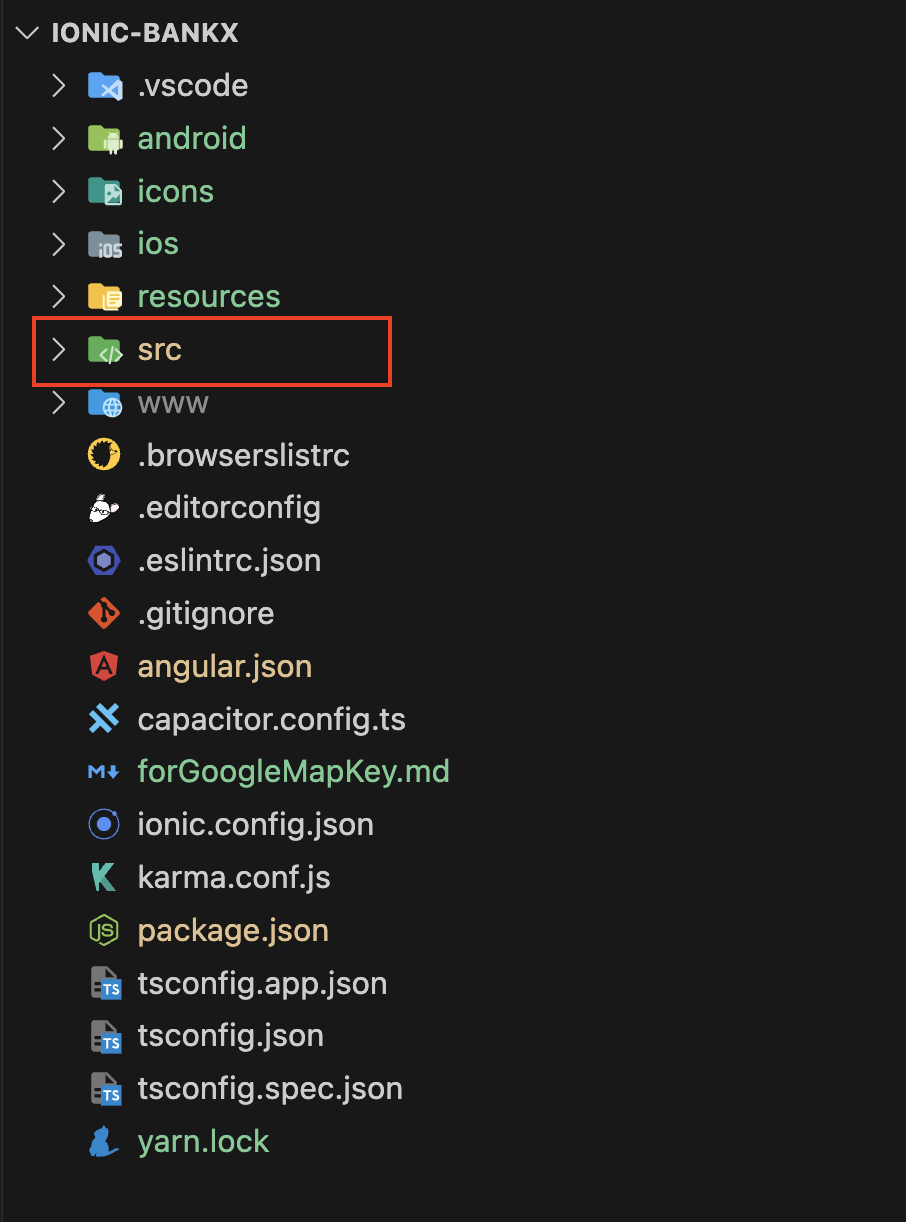 IONIC-BANKX
.vscode
android
icons
ios
resources
src
www
.browserslistrc
.editorconfig
.eslintrc.json
.gitignore
angular.json
capacitor.config.ts
forGoogleMapKey.md
ionic.config.json
karma.conf.js
package.json
tsconfig.app.json
tsconfig.json
tsconfig.spec.json
yarn.lock